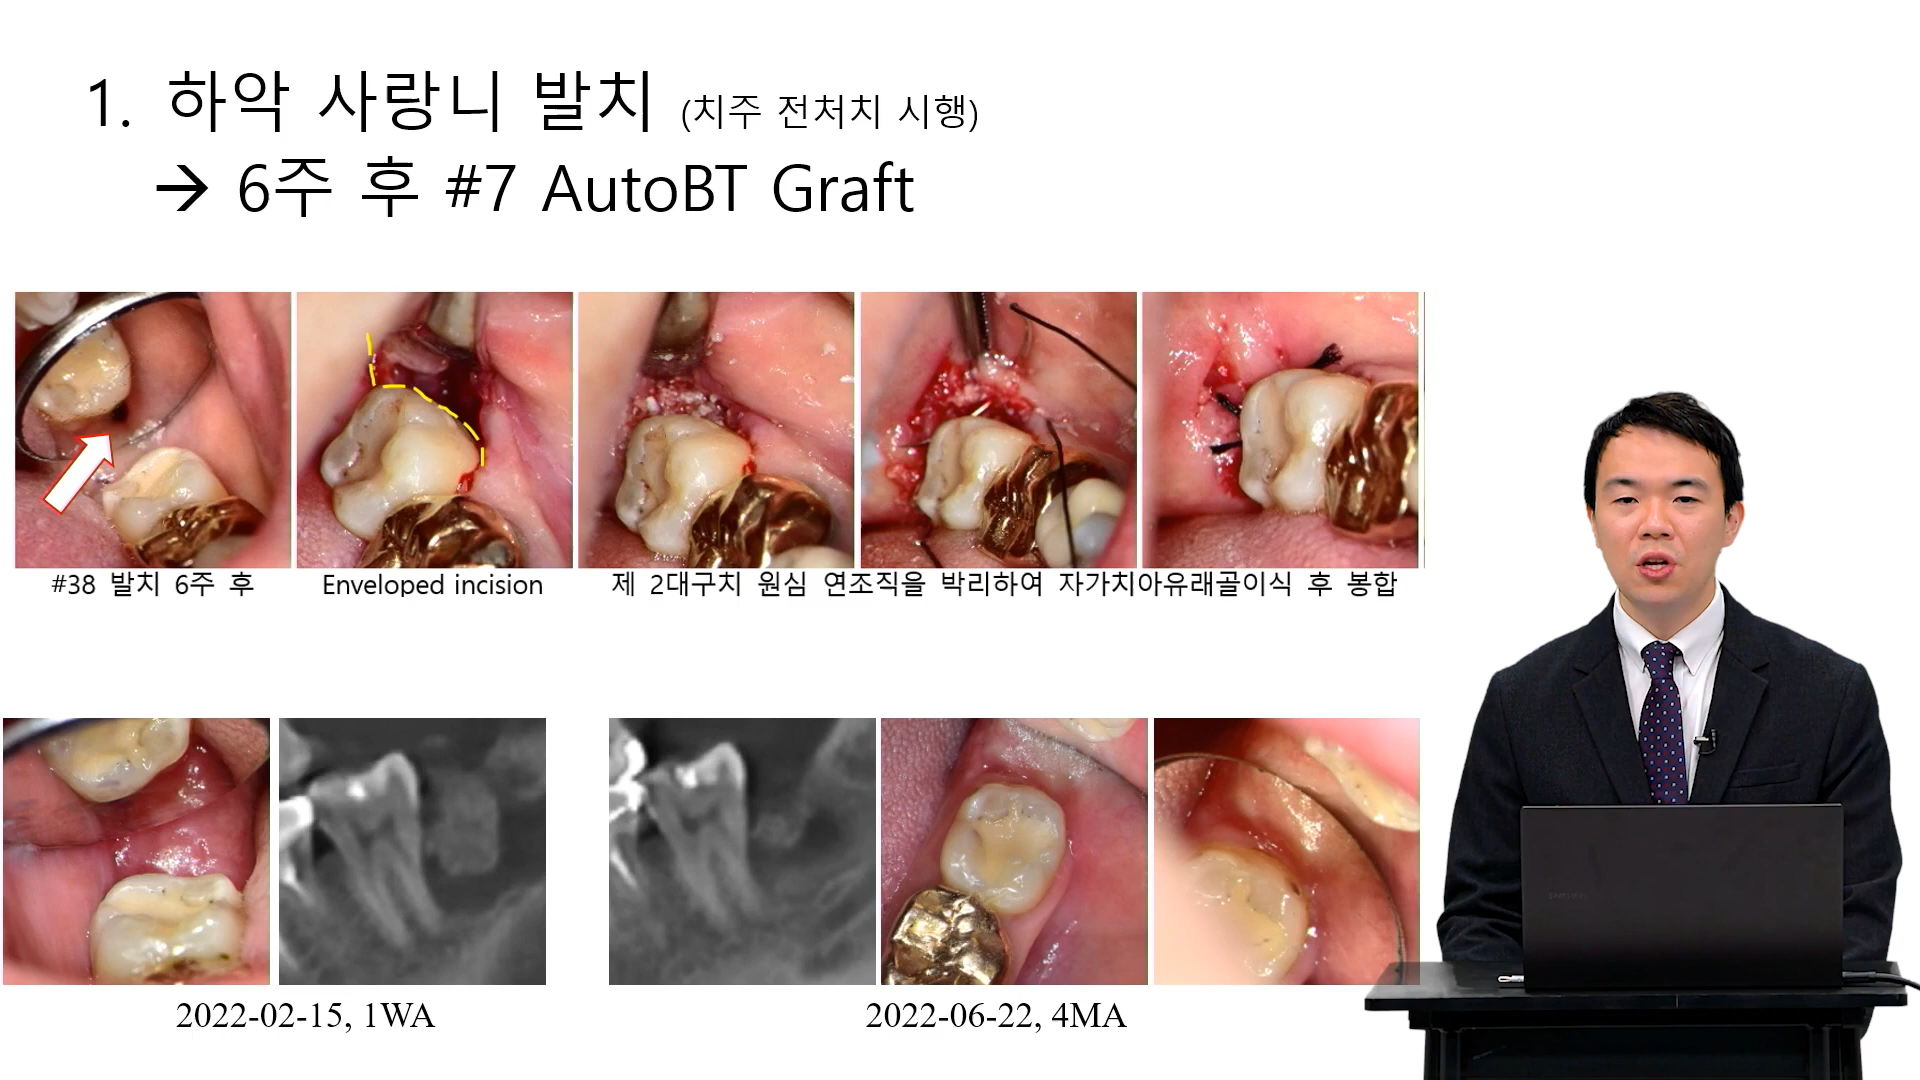 1. 하악 사랑니 발치 (치주 전처치 시행)
→ 6주 후 #7 AutoBT Graft
#38 발치 6주 후
Enveloped incision
제 2대구치 원심 연조직을 박리하여 자가치아유래골이식 후 봉합
2022-02-15, 1WA
2022-06-22, 4MA